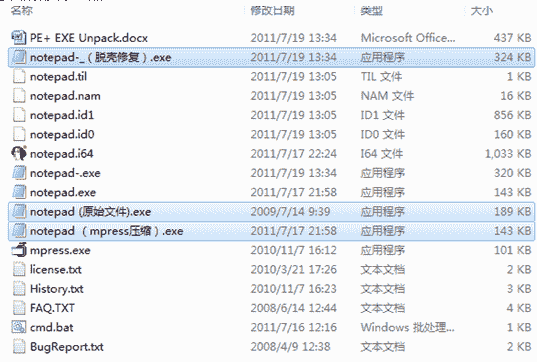 名称 修改日期 类型 大小
PE+ EXE Unpack.docx 2011/7/19 13:34 Microsoft Office... 437 KB
notepad-_（脱壳修复）.exe 2011/7/19 13:34 应用程序 324 KB
notepad.til 2011/7/19 13:05 TIL 文件 1 KB
notepad.nam 2011/7/19 13:05 NAM 文件 16 KB
notepad.id1 2011/7/19 13:05 ID1 文件 856 KB
notepad.id0 2011/7/19 13:05 ID0 文件 160 KB
notepad.i64 2011/7/17 22:24 I64 文件 1,033 KB
notepad-.exe 2011/7/19 13:06 应用程序 320 KB
notepad.exe 2011/7/17 21:58 应用程序 143 KB
notepad (原始文件).exe 2009/7/14 9:39 应用程序 189 KB
notepad （mpress压缩）.exe 2011/7/17 21:58 应用程序 143 KB
mpress.exe 2010/11/7 16:12 应用程序 101 KB
license.txt 2010/3/21 17:26 文本文档 2 KB
History.txt 2010/11/7 16:23 文本文档 3 KB
FAQ.TXT 2008/6/14 12:44 文本文档 4 KB
cmd.bat 2011/7/16 12:16 Windows 批处理... 1 KB
BugReport.txt 2008/4/9 12:38 文本文档 2 KB